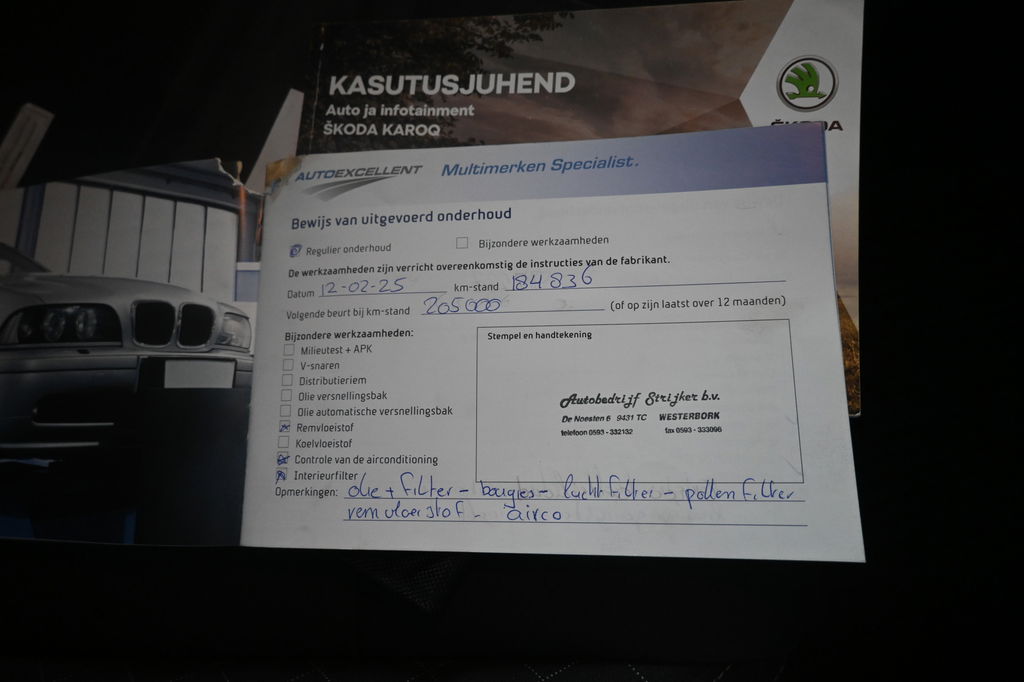 KASUTUSJUHEND
Auto ja infotainment
ŠKODA KAROQ
ŠKODA
AUTOEXCELLENT Multimerken Specialist.
Bewijs van uitgevoerd onderhoud
Regulier onderhoud Bijzondere werkzaamheden
De werkzaamheden zijn verricht overeenkomstig de instructies van de fabrikant.
Datum 12-02-25 km-stand 184 836
Volgende beurt bij km-stand 205000 (of op zijn laatst over 12 maanden)
Bijzondere werkzaamheden:
Milieutest + APK
V-snaren
Distributieriem
Olie versnellingsbak
Olie automatische versnellingsbak
Remvloeistof
Koelvloeistof
Controle van de airconditioning
Interieurfilter
Stempel en handtekening
Autobedrijf Strijker b.v.
De Noesten 6 9431 TC WESTERBORK
telefoon 0593 - 332132 fax 0593 - 333096
Opmerkingen: olie + filter - bougies - luchtfilter - pollenfilter
remvloeistof - airco